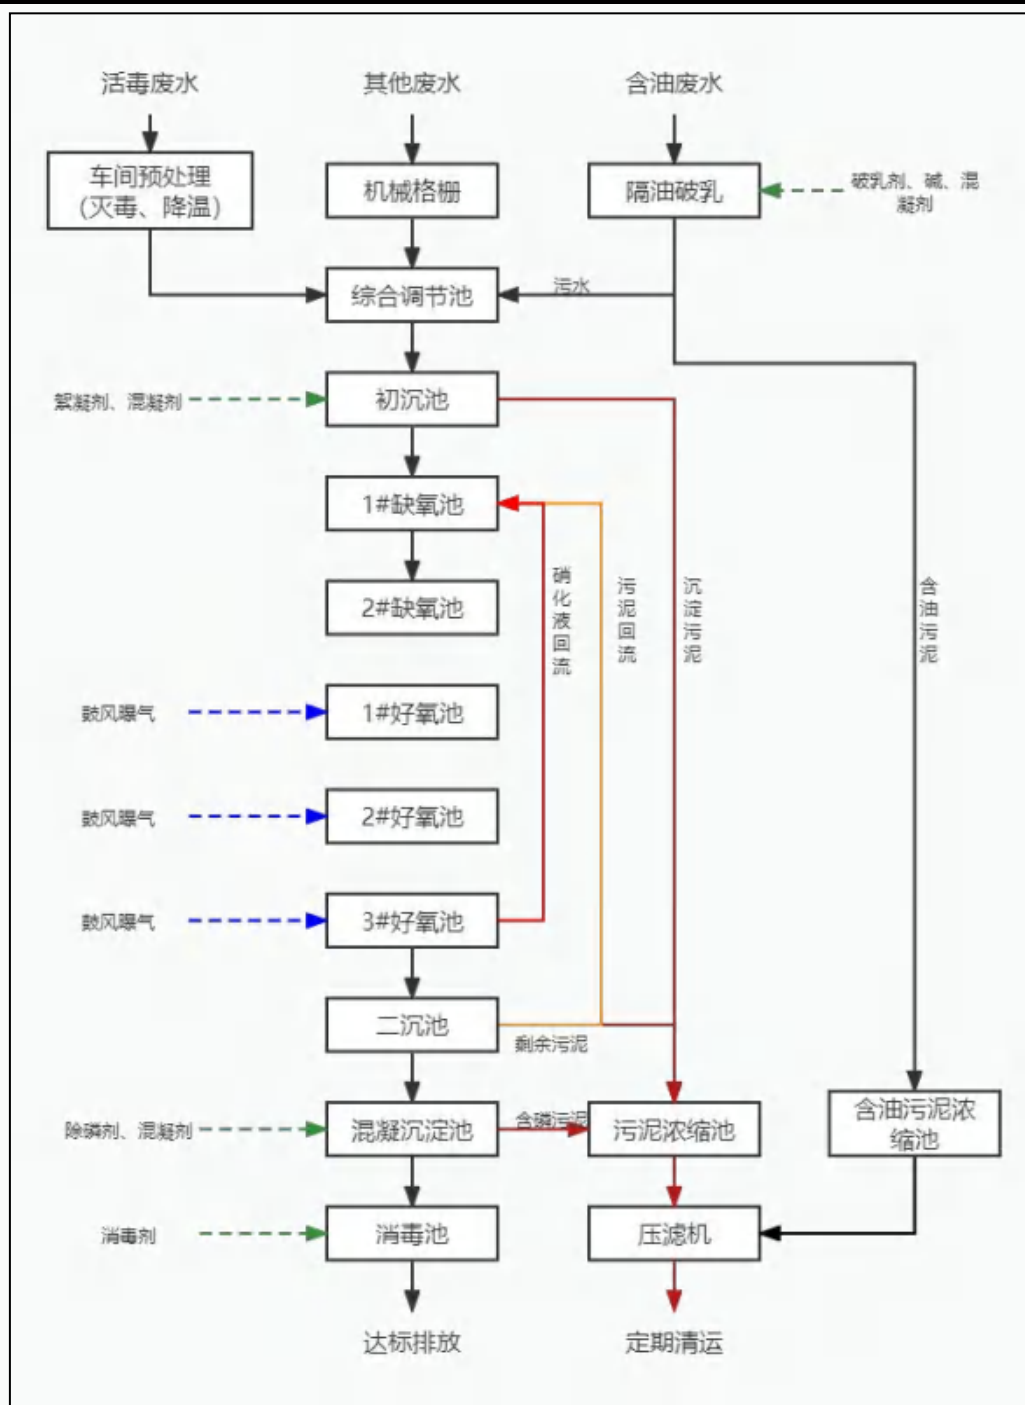 活毒废水
其他废水
含油废水
车间预处理
（灭毒、降温）
机械格栅
隔油破乳
破乳剂、碱、混
凝剂
综合调节池
污水
絮凝剂、混凝剂
初沉池
1#缺氧池
2#缺氧池
硝化液回流
污泥回流
沉淀污泥
含油污泥
鼓风曝气
1#好氧池
鼓风曝气
2#好氧池
鼓风曝气
3#好氧池
二沉池
剩余污泥
除磷剂、混凝剂
混凝沉淀池
含磷污泥
污泥浓缩池
含油污泥浓
缩池
消毒剂
消毒池
压滤机
达标排放
定期清运